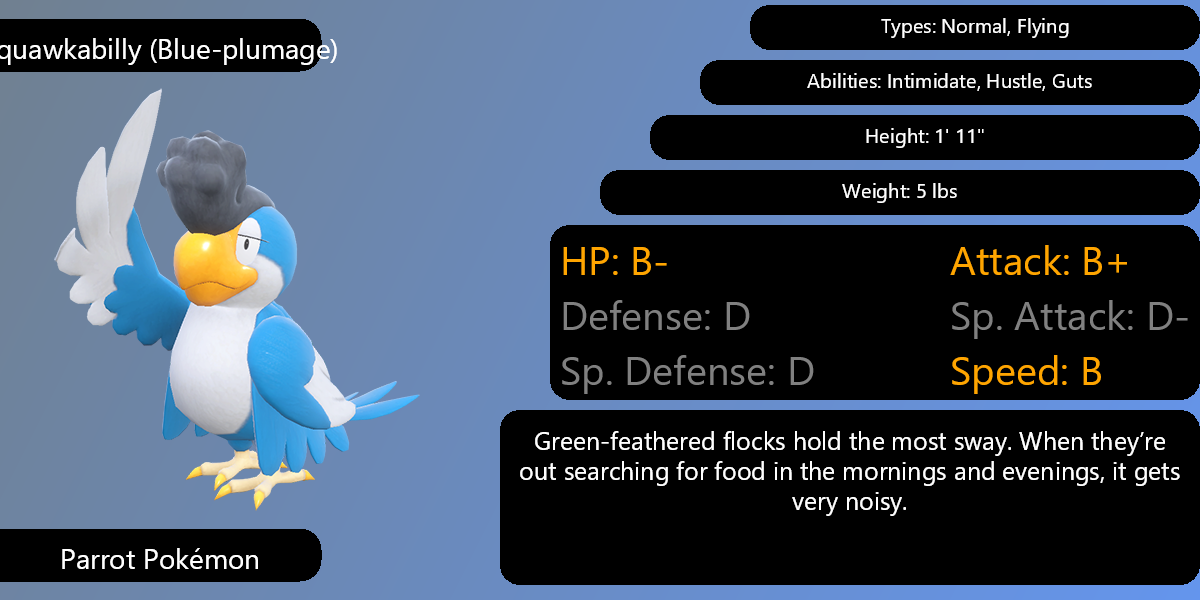 quawkabilly (Blue-plumage)
Types: Normal, Flying
Abilities: Intimidate, Hustle, Guts
Height: 1' 11"
Weight: 5 lbs
HP: B-
Attack: B+
Defense: D
Sp. Attack: D-
Sp. Defense: D
Speed: B
Green-feathered flocks hold the most sway. When they’re
out searching for food in the mornings and evenings, it gets
very noisy.
Parrot Pokémon